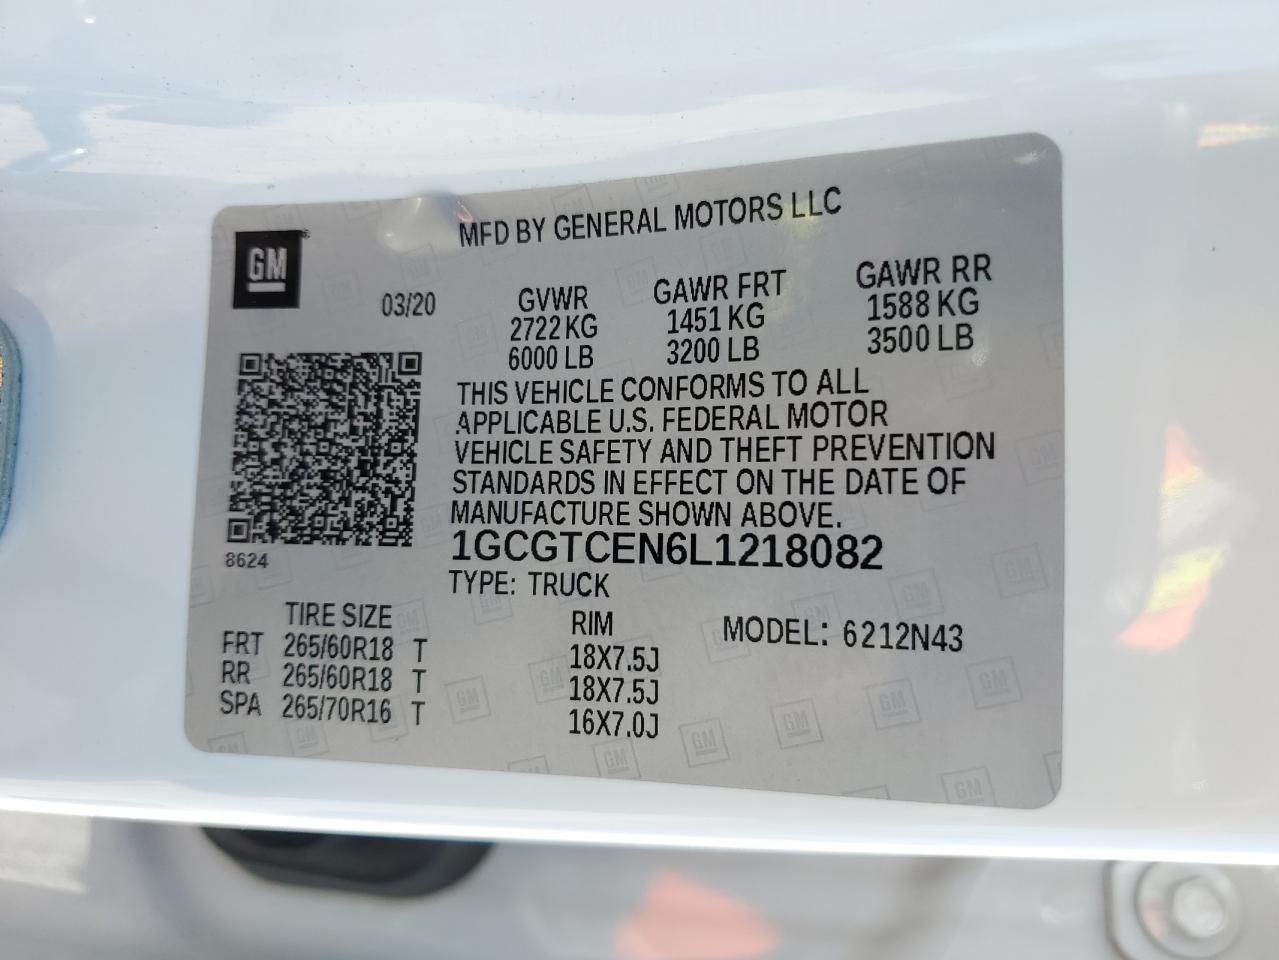 MFD BY GENERAL MOTORS LLC
GM
03/20
GVWR GAWR FRT GAWR RR
2722 KG 1451 KG 1588 KG
6000 LB 3200 LB 3500 LB
THIS VEHICLE CONFORMS TO ALL
APPLICABLE U.S. FEDERAL MOTOR
VEHICLE SAFETY AND THEFT PREVENTION
STANDARDS IN EFFECT ON THE DATE OF
MANUFACTURE SHOWN ABOVE.
8624
1GCGTCEN6L1218082
TYPE: TRUCK
TIRE SIZE RIM MODEL: 6212N43
FRT 265/60R18 T 18X7.5J
RR 265/60R18 T 18X7.5J
SPA 265/70R16 T 16X7.0J